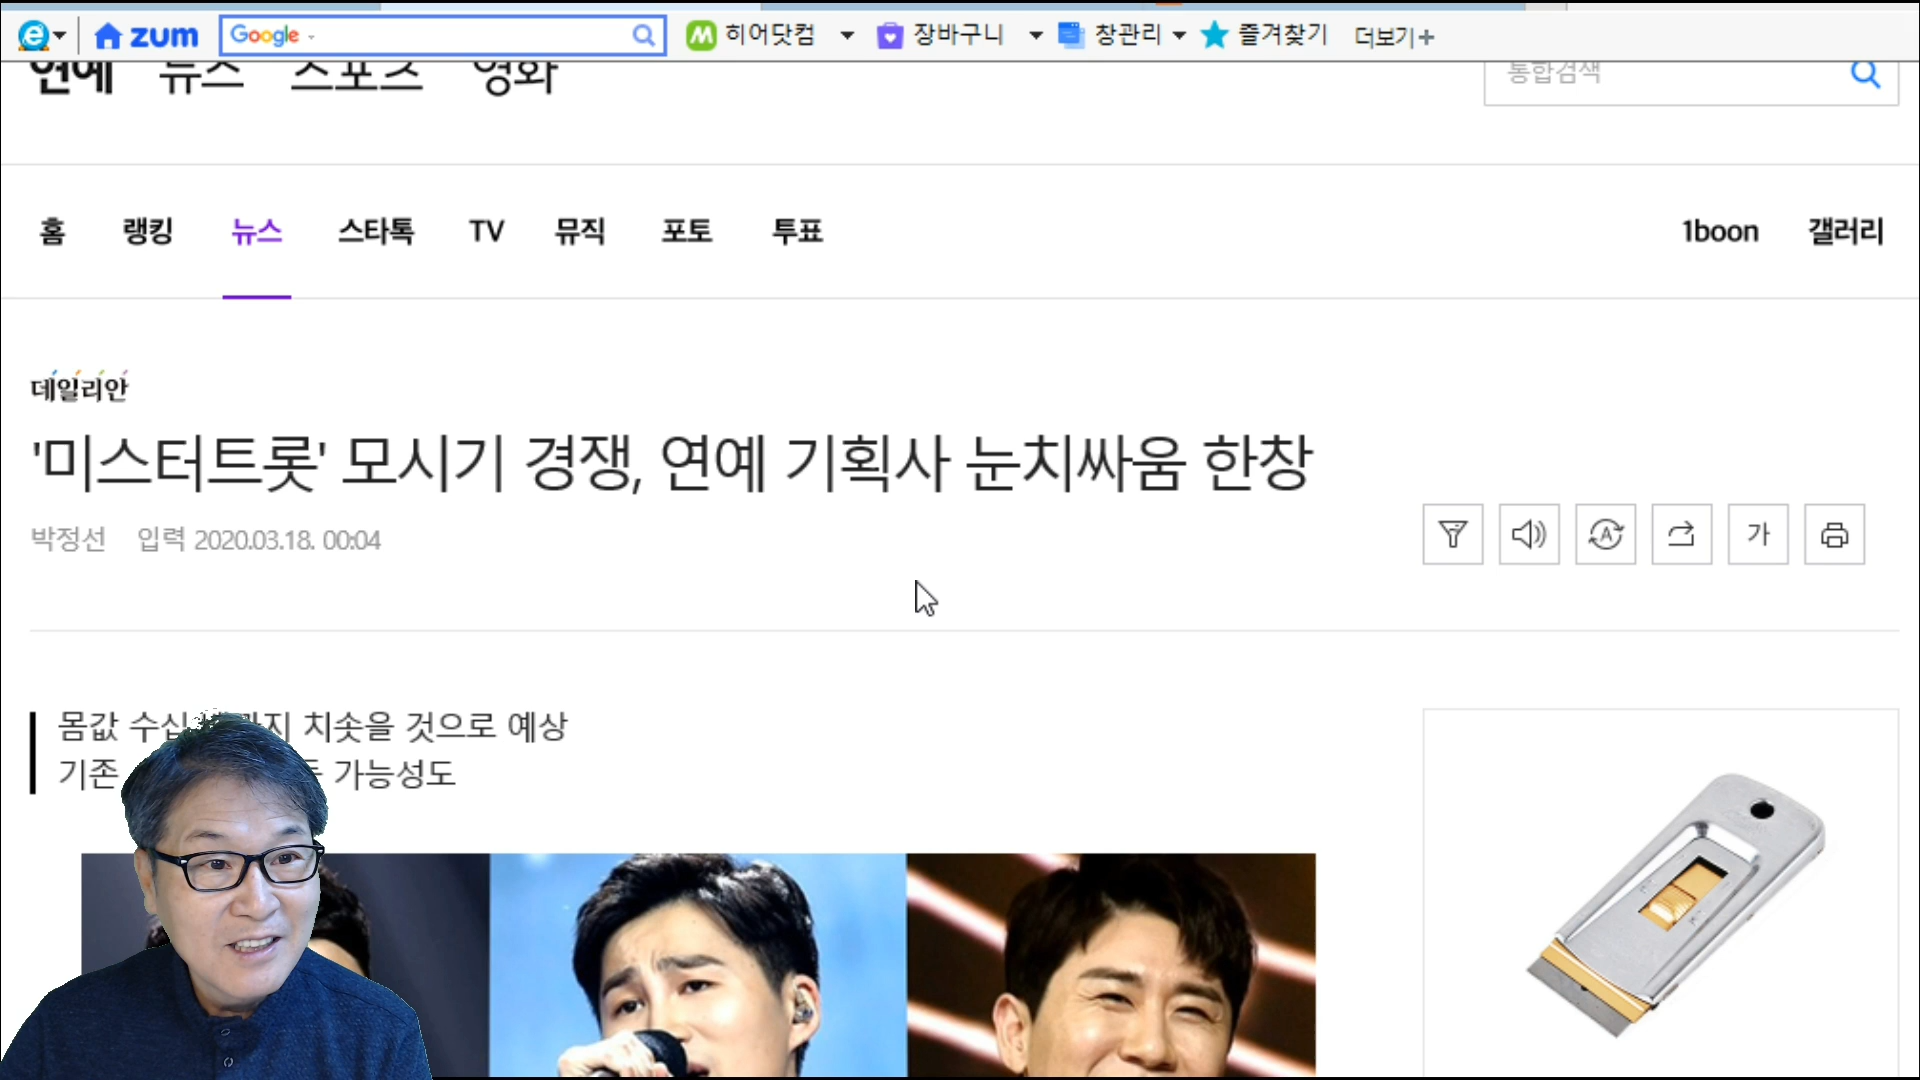 zum Google 히어닷컴 장바구니 창관리 즐겨찾기 더보기+
연예 뉴스 스포츠 영화 통합검색
홈 랭킹 뉴스 스타톡 TV 뮤직 포토 투표 1boon 갤러리
데일리안
'미스터트롯' 모시기 경쟁, 연예 기획사 눈치싸움 한창
박정선 입력 2020.03.18. 00:04
가
몸값 치솟을 것으로 예상
기존 가능성도